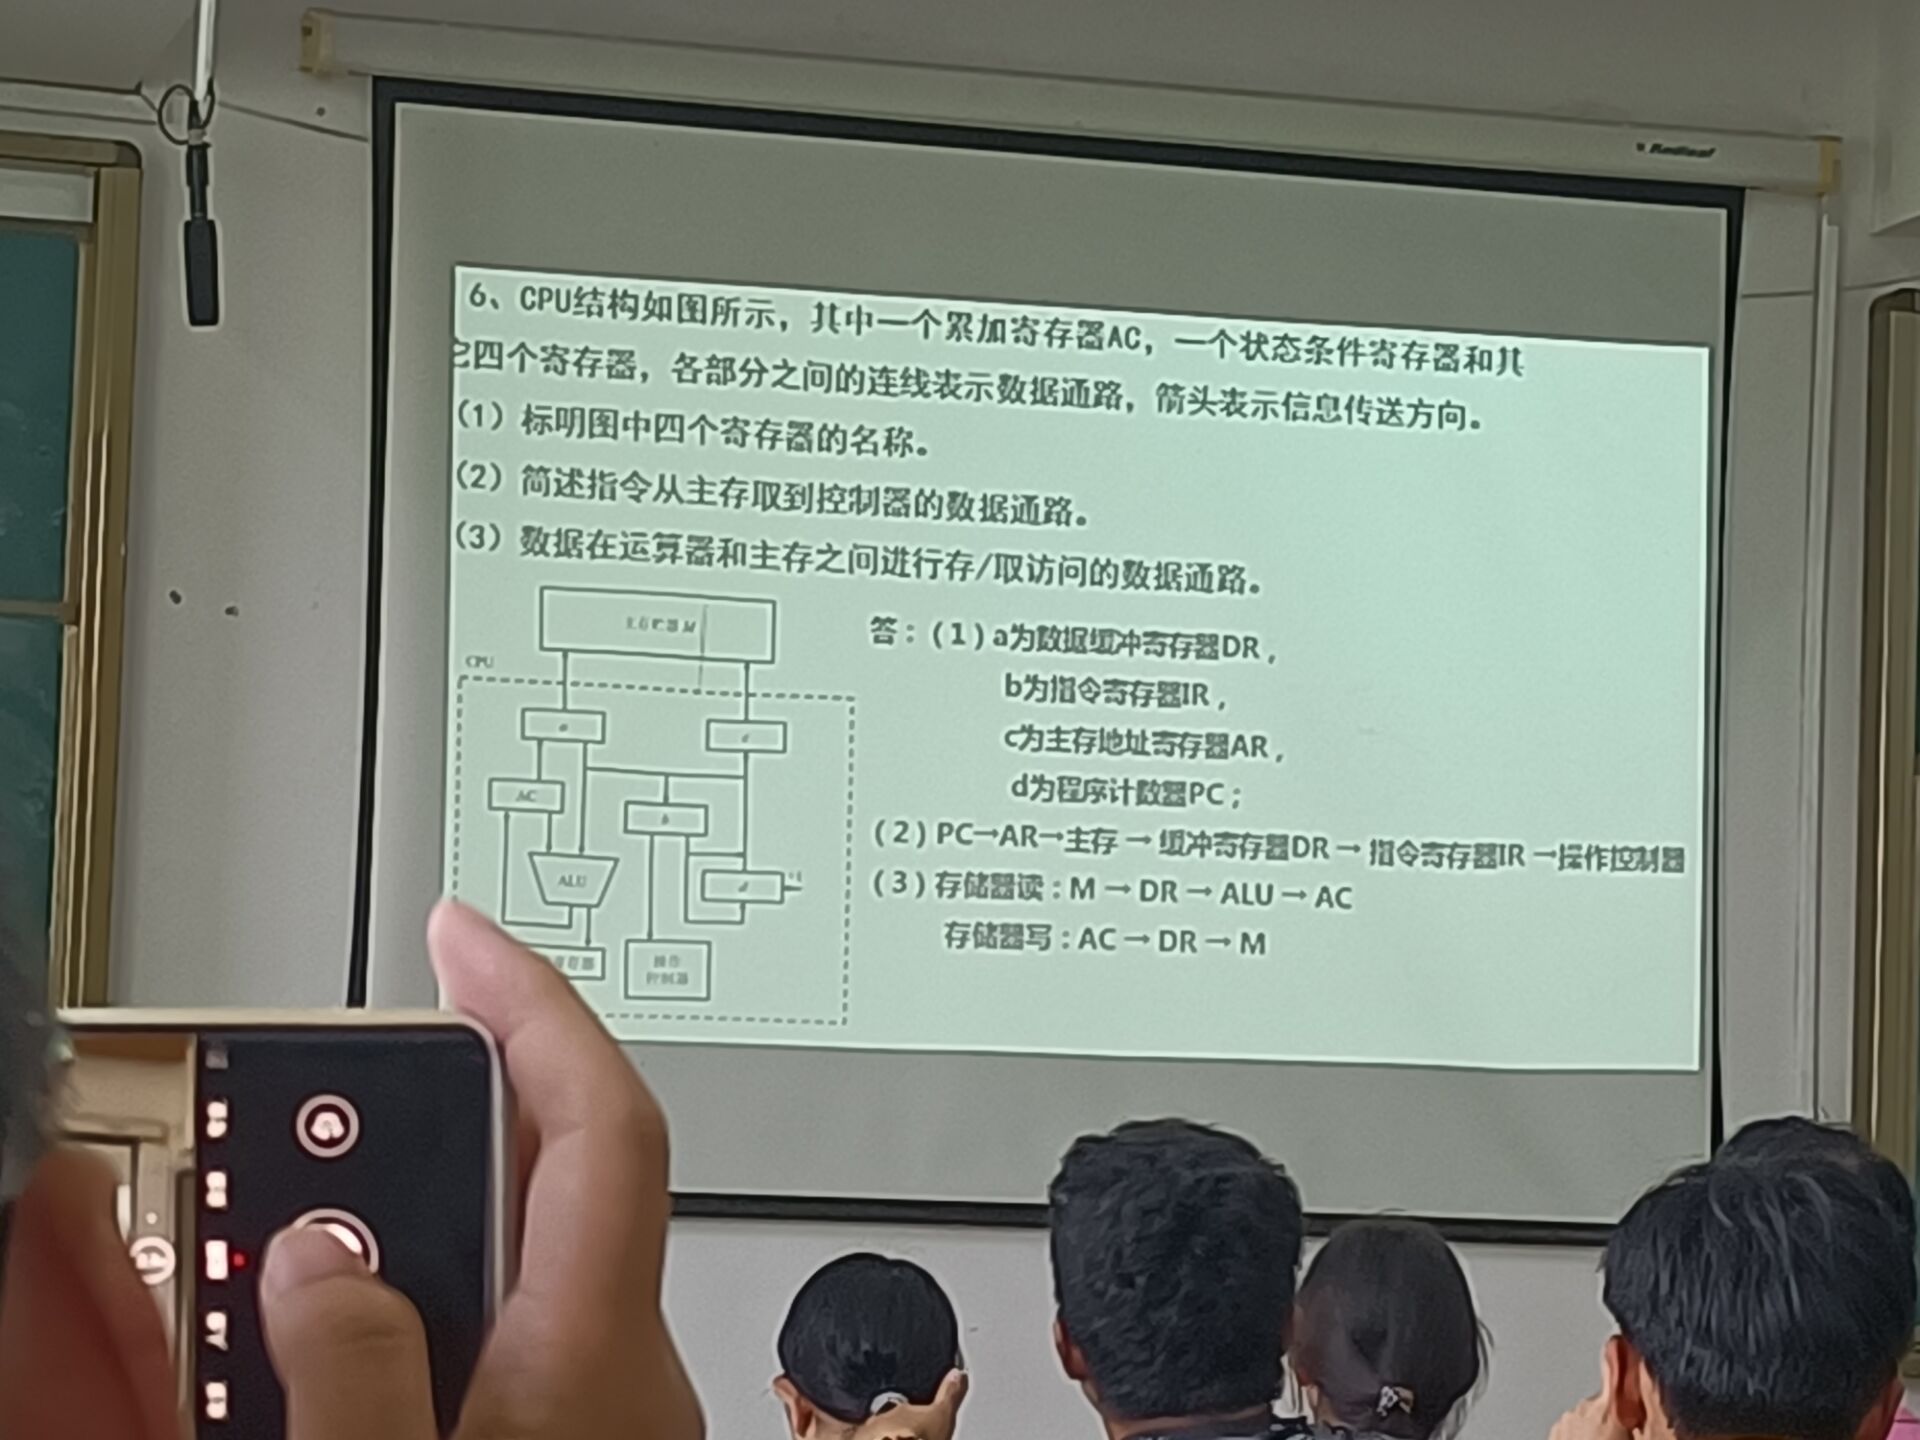 Redleaf
6、CPU结构如图所示，其中一个累加寄存器AC，一个状态条件寄存器和其
它四个寄存器，各部分之间的连线表示数据通路，箭头表示信息传送方向。
(1) 标明图中四个寄存器的名称。
(2) 简述指令从主存取到控制器的数据通路。
(3) 数据在运算器和主存之间进行存/取访问的数据通路。
主存储器 M
CPU
a
c
AC
b
ALU
d
+1
寄存器
操作
控制器
答：(1) a为数据缓冲寄存器DR，
b为指令寄存器IR，
c为主存地址寄存器AR，
d为程序计数器PC；
(2) PC→AR→主存→缓冲寄存器DR→指令寄存器IR→操作控制器
(3) 存储器读：M→DR→ALU→AC
存储器写：AC→DR→M